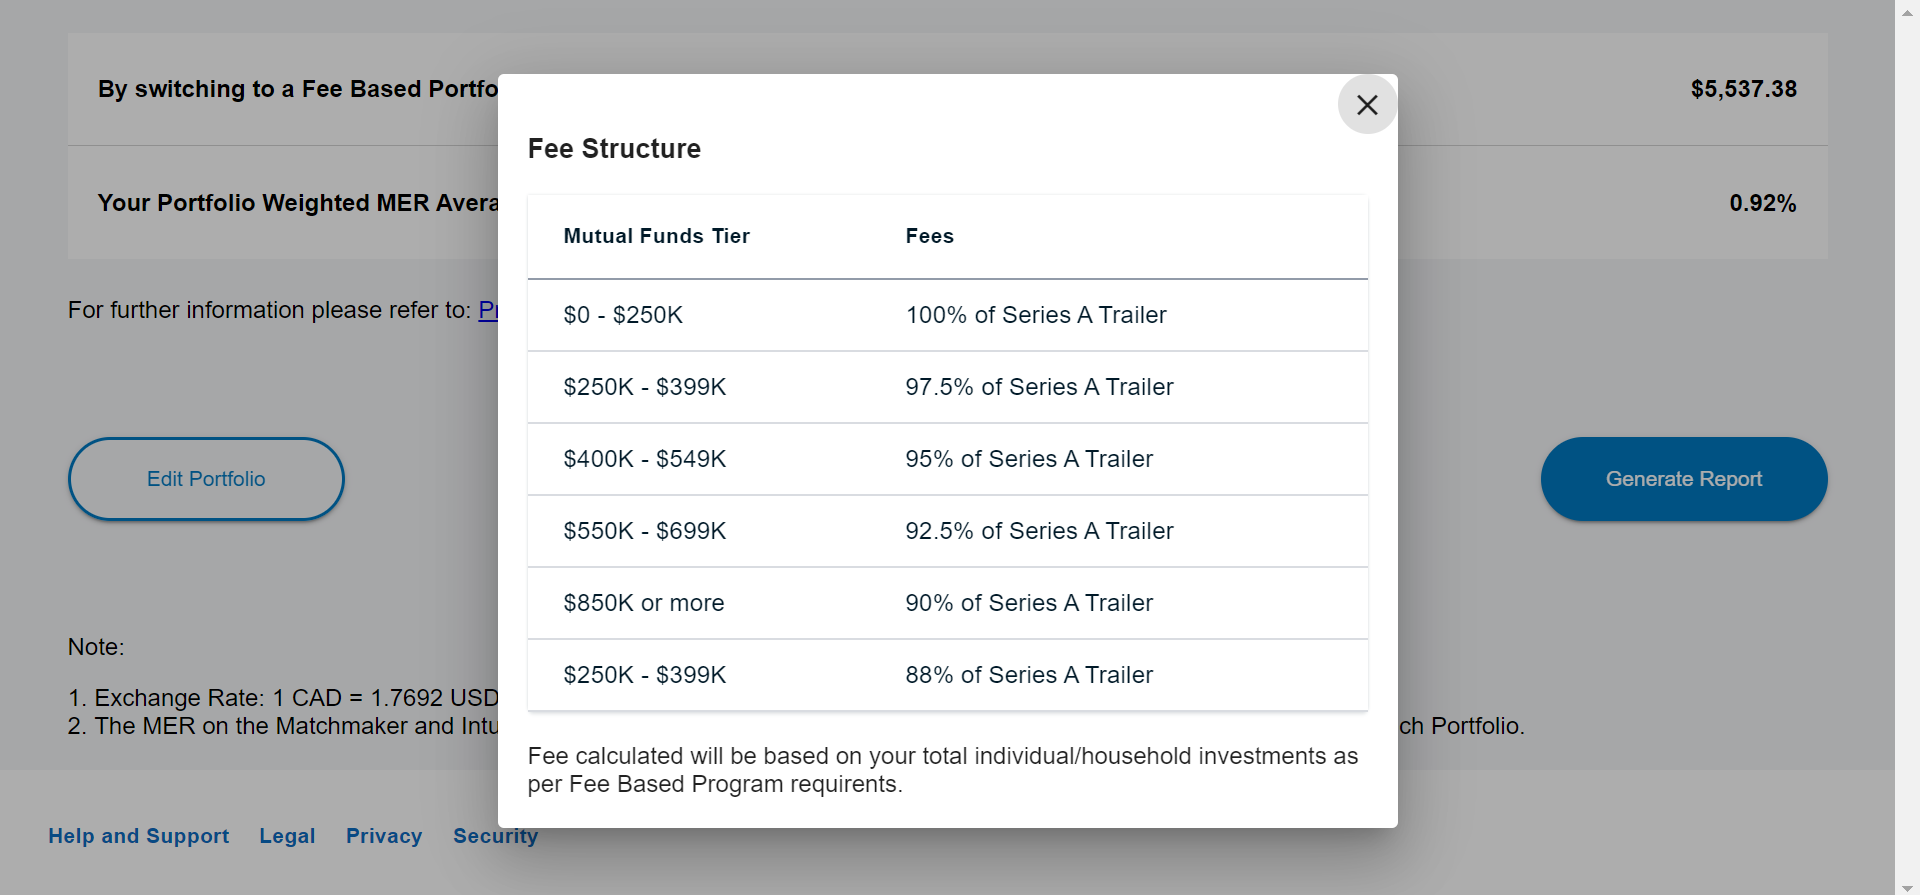 By switching to a Fee Based Portfo
$5,537.38
Your Portfolio Weighted MER Avera
0.92%
For further information please refer to:
Fee Structure
Mutual Funds Tier Fees
$0 - $250K 100% of Series A Trailer
$250K - $399K 97.5% of Series A Trailer
$400K - $549K 95% of Series A Trailer
$550K - $699K 92.5% of Series A Trailer
$850K or more 90% of Series A Trailer
$250K - $399K 88% of Series A Trailer
Fee calculated will be based on your total individual/household investments as
per Fee Based Program requirents.
Edit Portfolio
Generate Report
Note:
1. Exchange Rate: 1 CAD = 1.7692 USD
2. The MER on the Matchmaker and Intu
ch Portfolio.
Help and Support Legal Privacy Security